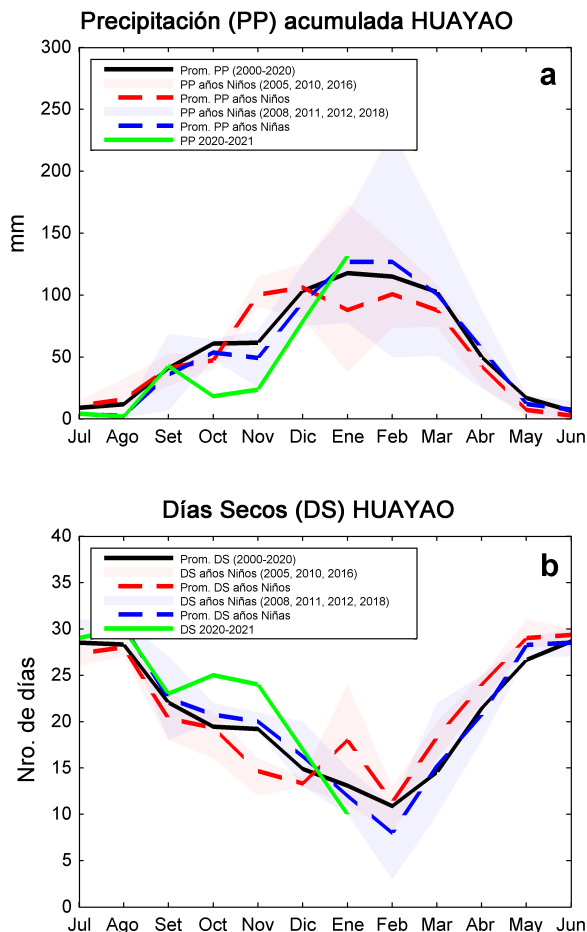 Precipitación (PP) acumulada HUAYAO
a
Prom. PP (2000-2020)
PP años Niños (2005, 2010, 2016)
Prom. PP años Niños
PP años Niñas (2008, 2011, 2012, 2018)
Prom. PP años Niñas
PP 2020-2021
mm
300
250
200
150
100
50
0
Jul Ago Set Oct Nov Dic Ene Feb Mar Abr May Jun
Días Secos (DS) HUAYAO
b
Prom. DS (2000-2020)
DS años Niños (2005, 2010, 2016)
Prom. DS años Niños
DS años Niñas (2008, 2011, 2012, 2018)
Prom. DS años Niñas
DS 2020-2021
Nro. de días
40
35
30
25
20
15
10
5
0
Jul Ago Set Oct Nov Dic Ene Feb Mar Abr May Jun